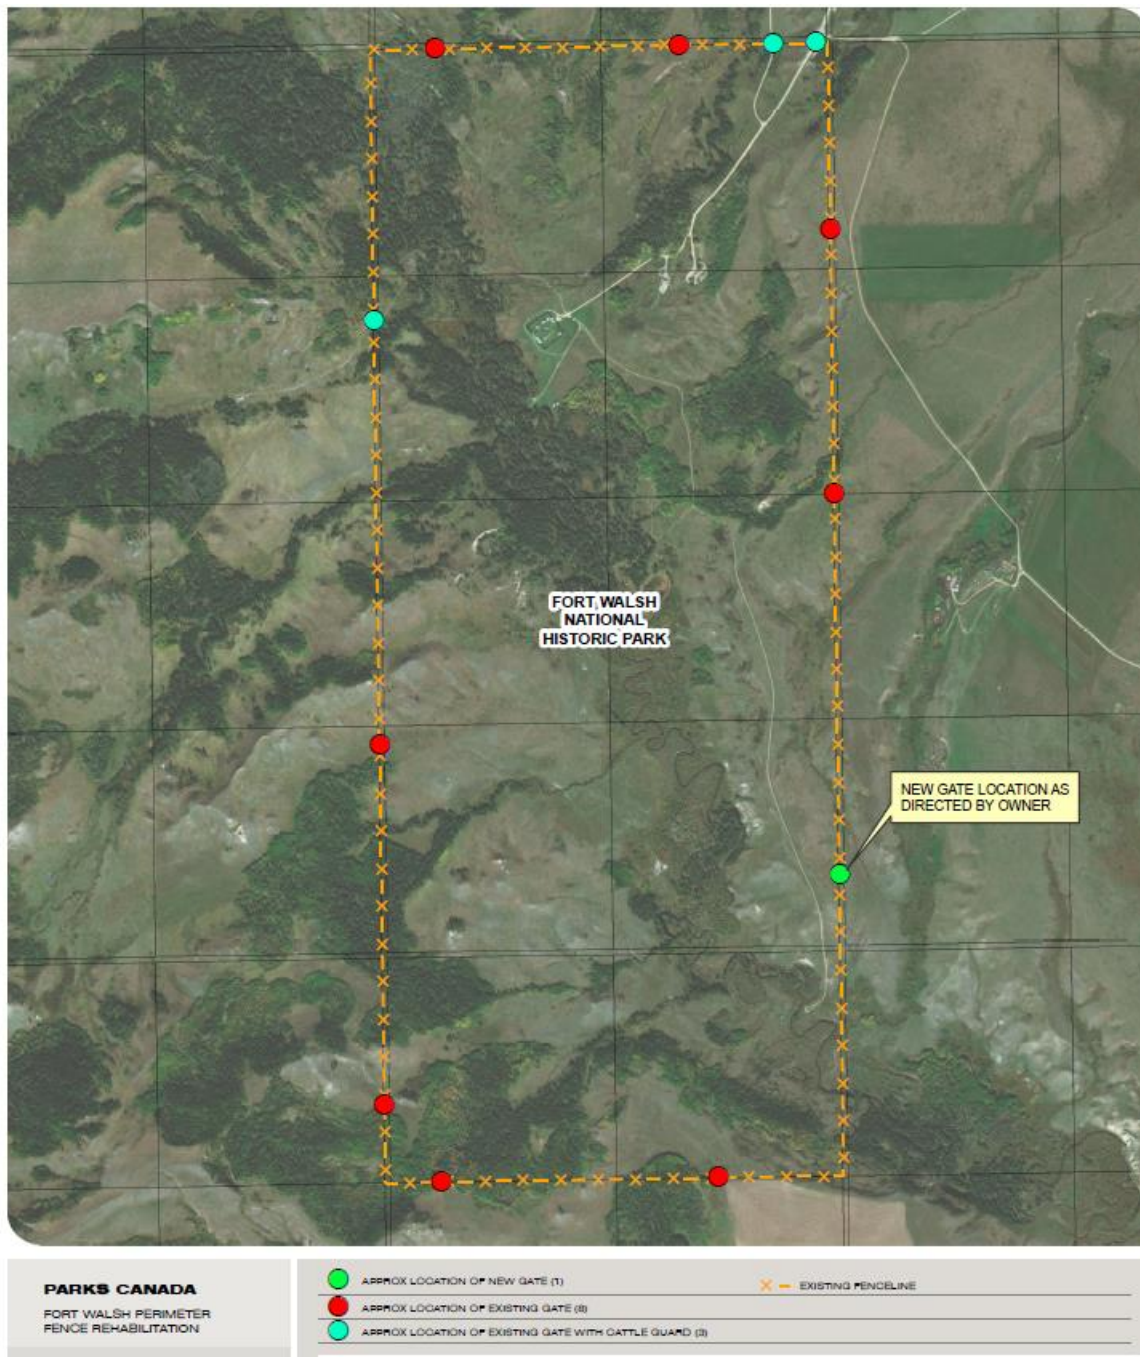 FORT WALSH
NATIONAL
HISTORIC PARK
NEW GATE LOCATION AS
DIRECTED BY OWNER
PARKS CANADA
FORT WALSH PERIMETER
FENCE REHABILITATION
APPROX LOCATION OF NEW GATE (1)
EXISTING FENCELINE
APPROX LOCATION OF EXISTING GATE (8)
APPROX LOCATION OF EXISTING GATE WITH CATTLE GUARD (3)